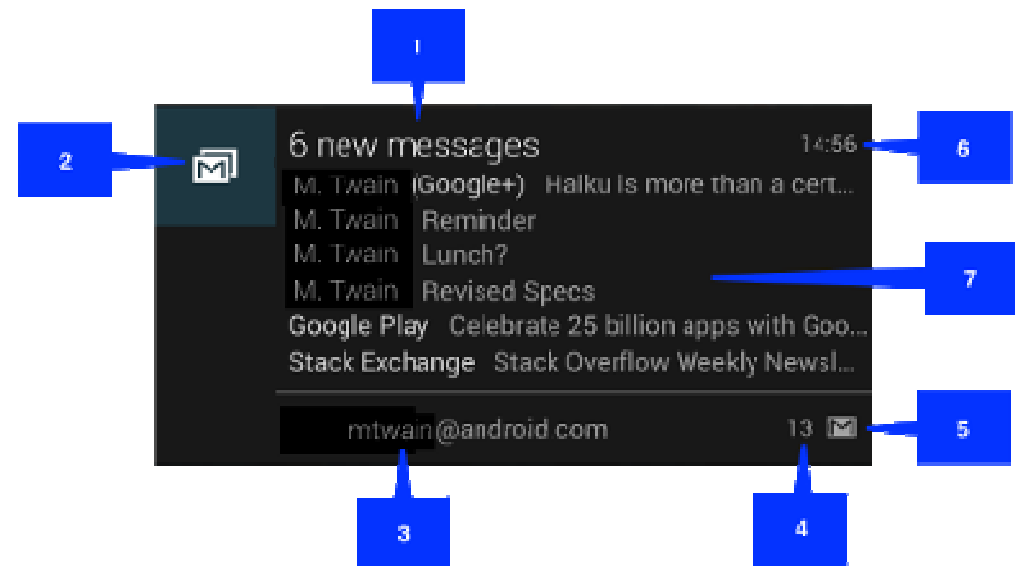 1
2
6 new messages 14:56
6
M. Twain (Google+) Haiku is more than a cert...
M. Twain Reminder
M. Twain Lunch?
M. Twain Revised Specs
7
Google Play Celebrate 25 billion apps with Goo...
Stack Exchange Stack Overflow Weekly Newsl...
mtwain@android.com 13
5
3
4